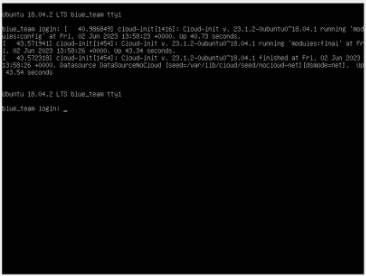 Ubuntu 18.04.2 LTS blue_team tty1
blue_team login: [   40.986849] cloud-init[1416]: Cloud-init v. 23.1.2-0ubuntu0~18.04.1 running 'mod
ules:config' at Fri, 02 Jun 2023 13:58:23 +0000. Up 40.73 seconds.
[   43.571941] cloud-init[1454]: Cloud-init v. 23.1.2-0ubuntu0~18.04.1 running 'modules:final' at Fr
i, 02 Jun 2023 13:58:26 +0000. Up 43.34 seconds.
[   43.572318] cloud-init[1454]: Cloud-init v. 23.1.2-0ubuntu0~18.04.1 finished at Fri, 02 Jun 2023
13:58:26 +0000. Datasource DataSourceNoCloud [seed=/var/lib/cloud/seed/nocloud-net][dsmode=net].  Up
 43.54 seconds
Ubuntu 18.04.2 LTS blue_team tty1
blue_team login: _